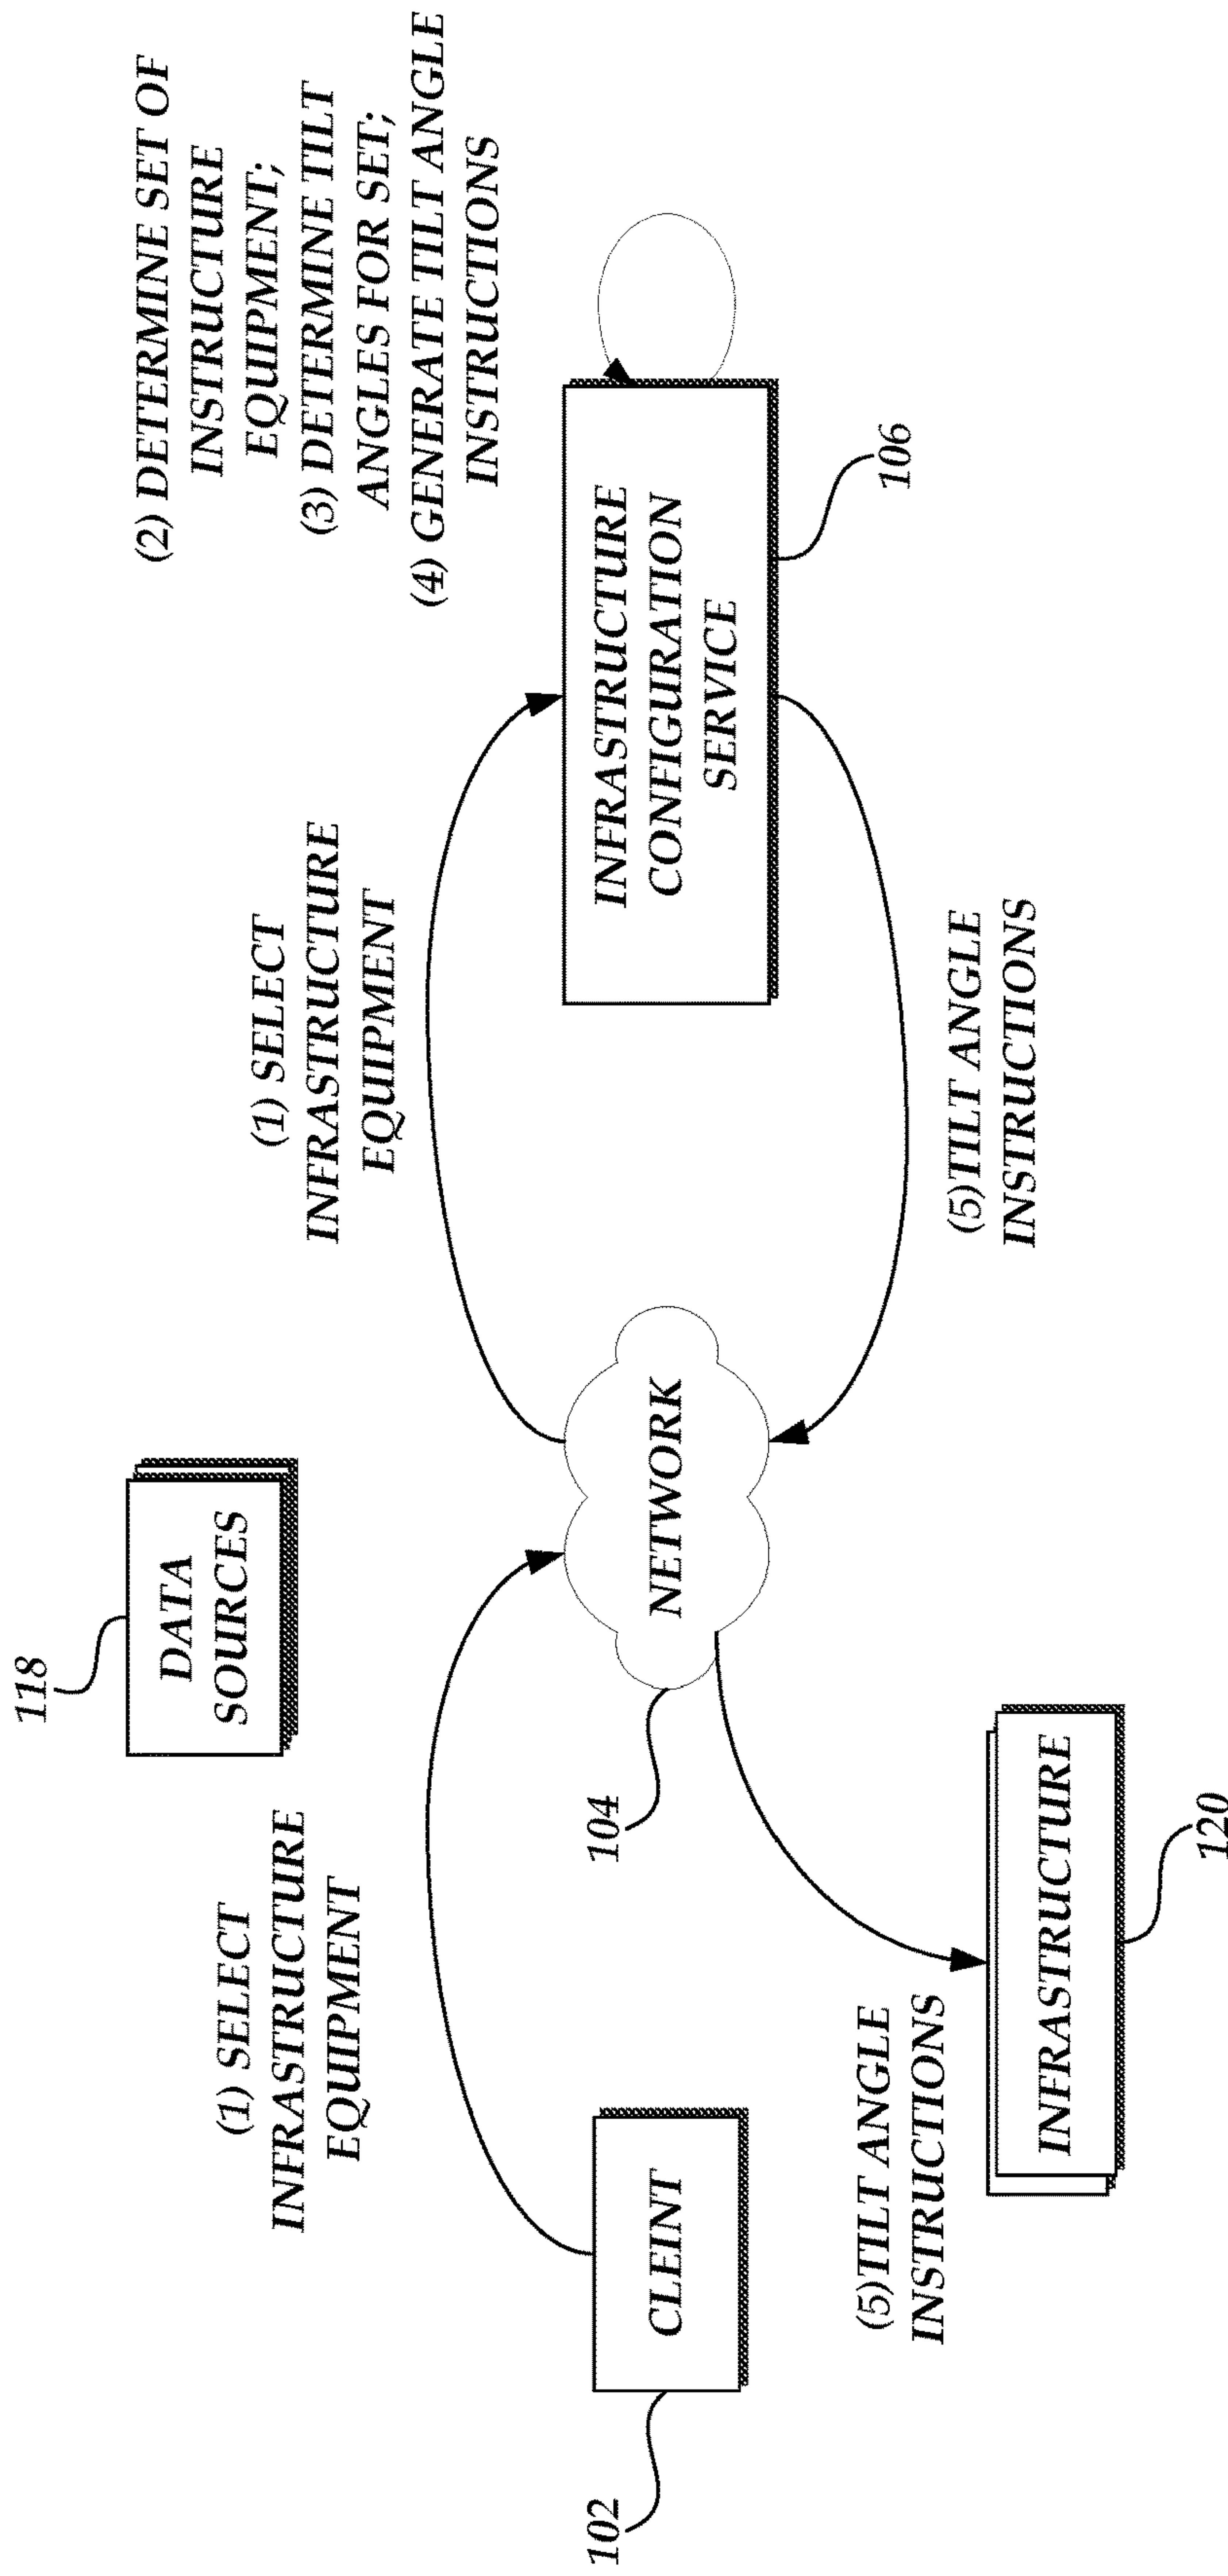 118
DATA
SOURCES
(1) SELECT
INFRASTRUCTURE
EQUIPMENT
(1) SELECT
INFRASTRUCTURE
EQUIPMENT
(2) DETERMINE SET OF
INSTRUCTURE
EQUIPMENT;
(3) DETERMINE TILT
ANGLES FOR SET;
(4) GENERATE TILT ANGLE
INSTRUCTIONS
102
CLEINT
104
NETWORK
INFRASTRUCTURE
CONFIGURATION
SERVICE
106
(5)TILT ANGLE
INSTRUCTIONS
(5)TILT ANGLE
INSTRUCTIONS
INFRASTRUCTURE
120